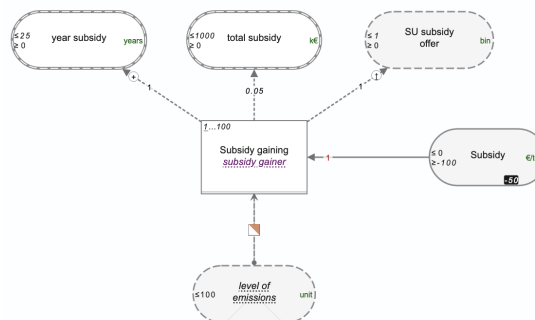 ≤25
≥0
year subsidy
years
≤1000
≥0
total subsidy
k€
≤1
≥0
SU subsidy
offer
bin
+
1
0.05
1
↑
1...100
Subsidy gaining
subsidy gainer
1
≤0
≥-100
Subsidy
€/t
-50
≤100
level of
emissions
unit